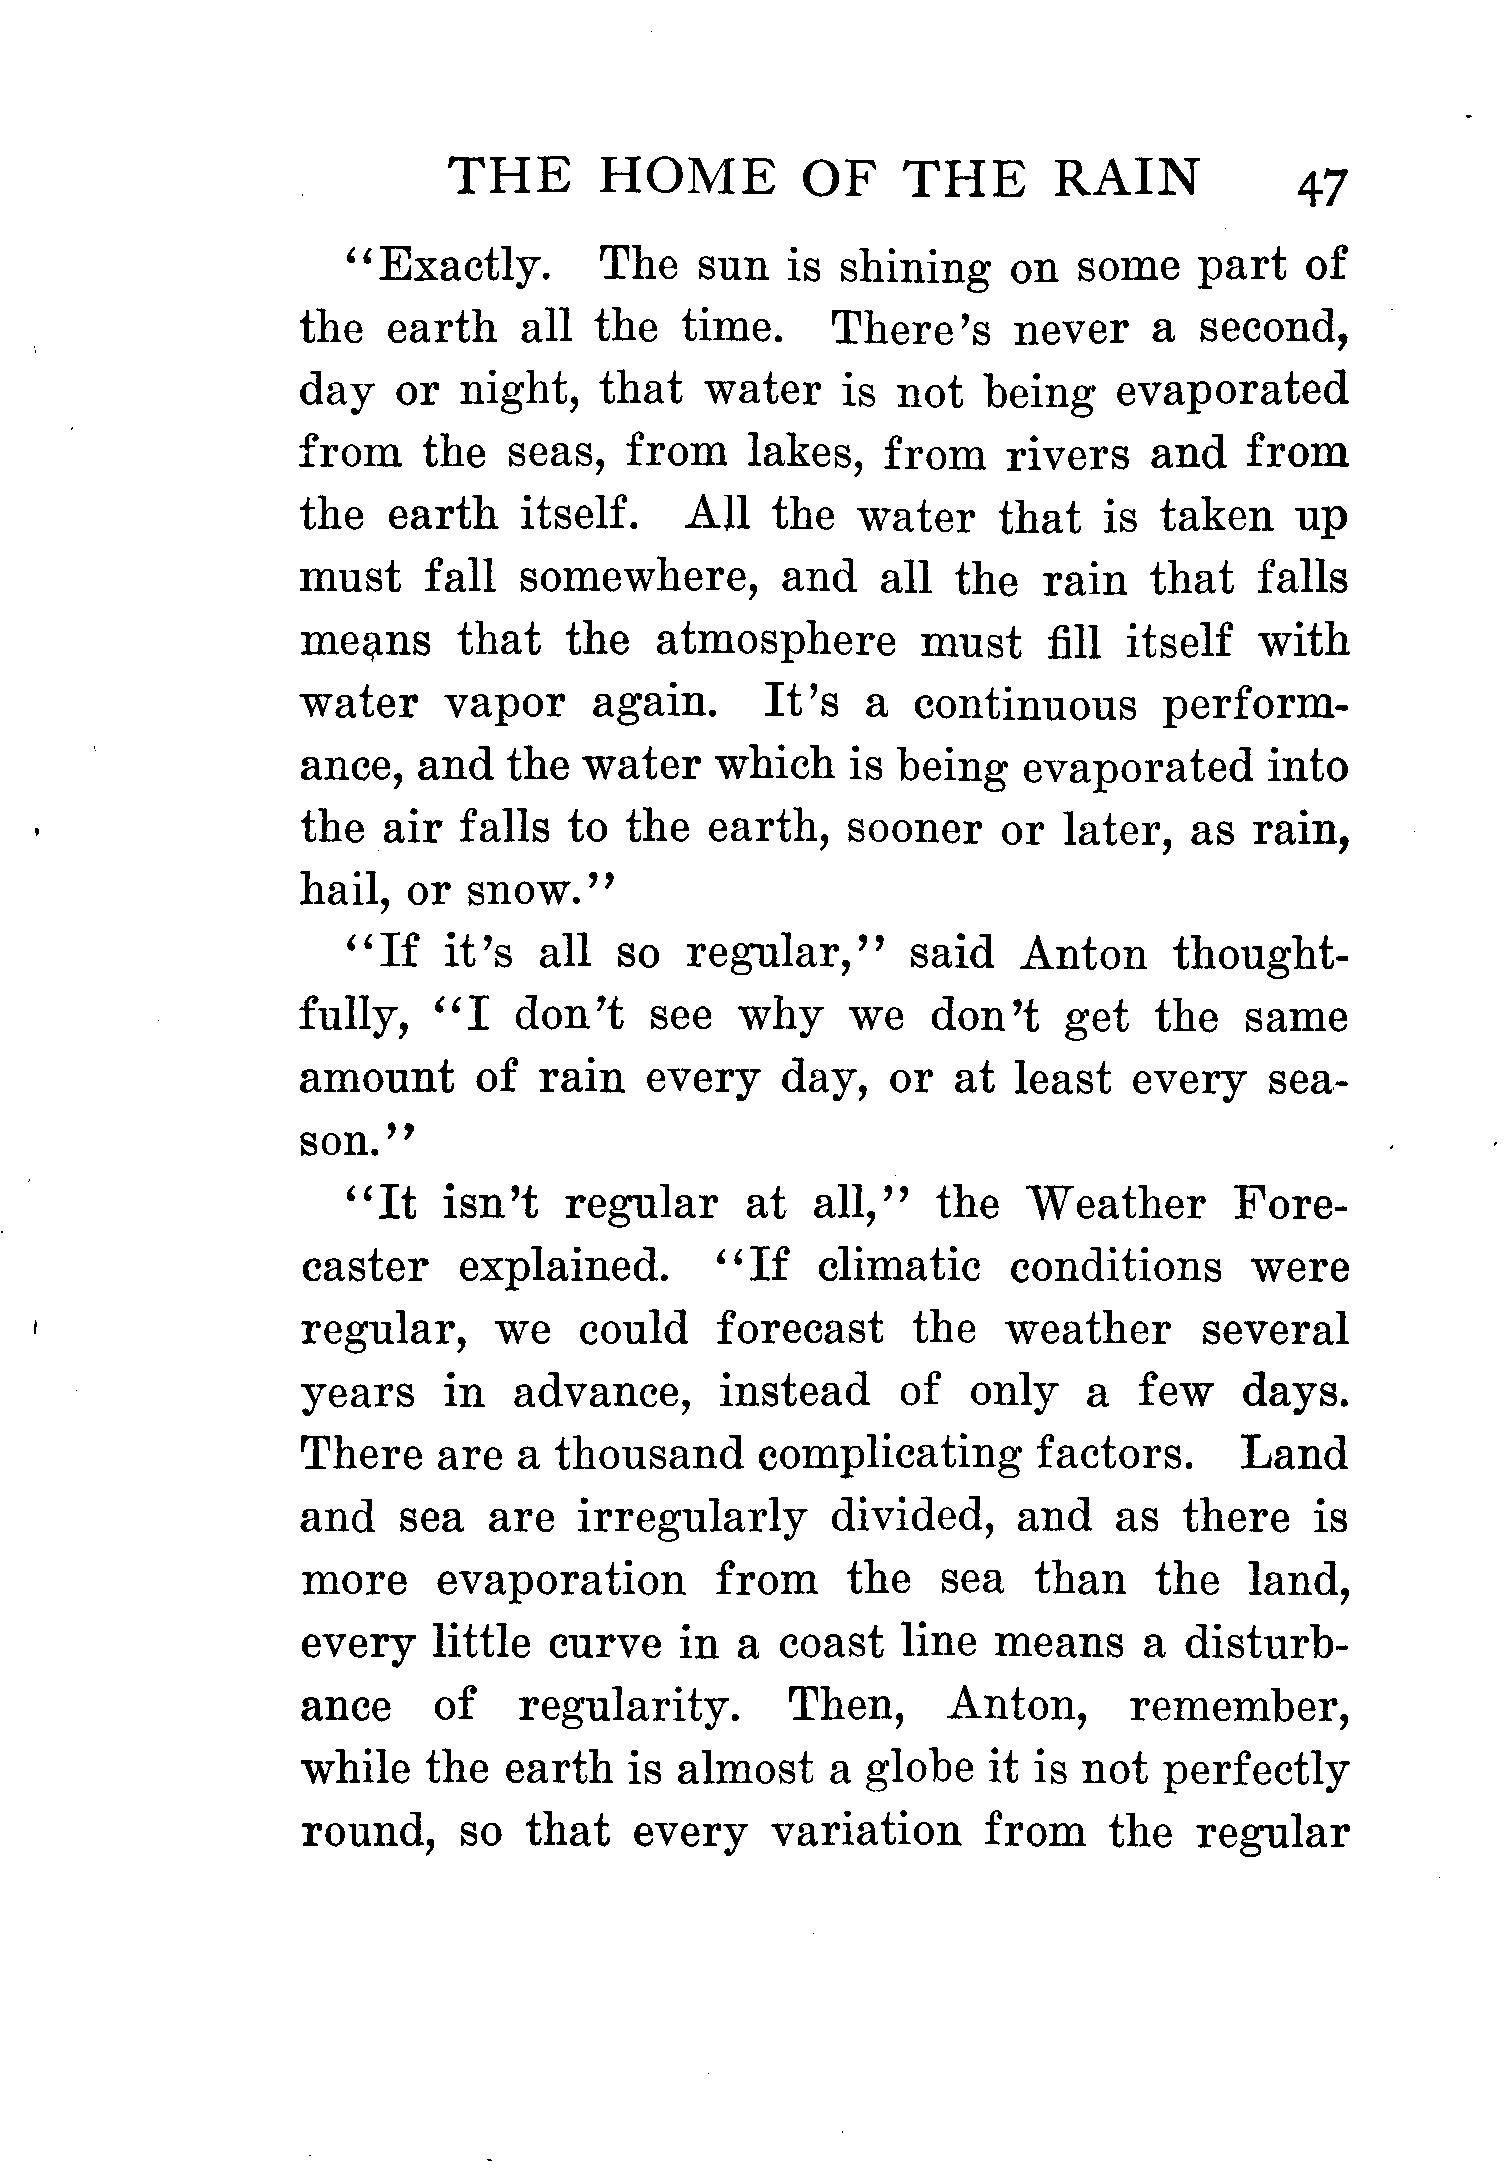 THE HOME OF THE RAIN 47
"Exactly. The sun is shining on some part of
the earth all the time. There's never a second,
day or night, that water is not being evaporated
from the seas, from lakes, from rivers and from
the earth itself. All the water that is taken up
must fall somewhere, and all the rain that falls
means that the atmosphere must fill itself with
water vapor again. It's a continuous perform-
ance, and the water which is being evaporated into
the air falls to the earth, sooner or later, as rain,
hail, or snow."
"If it's all so regular," said Anton thought-
fully, "I don't see why we don't get the same
amount of rain every day, or at least every sea-
son."
"It isn't regular at all," the Weather Fore-
caster explained. "If climatic conditions were
regular, we could forecast the weather several
years in advance, instead of only a few days.
There are a thousand complicating factors. Land
and sea are irregularly divided, and as there is
more evaporation from the sea than the land,
every little curve in a coast line means a disturb-
ance of regularity. Then, Anton, remember,
while the earth is almost a globe it is not perfectly
round, so that every variation from the regular